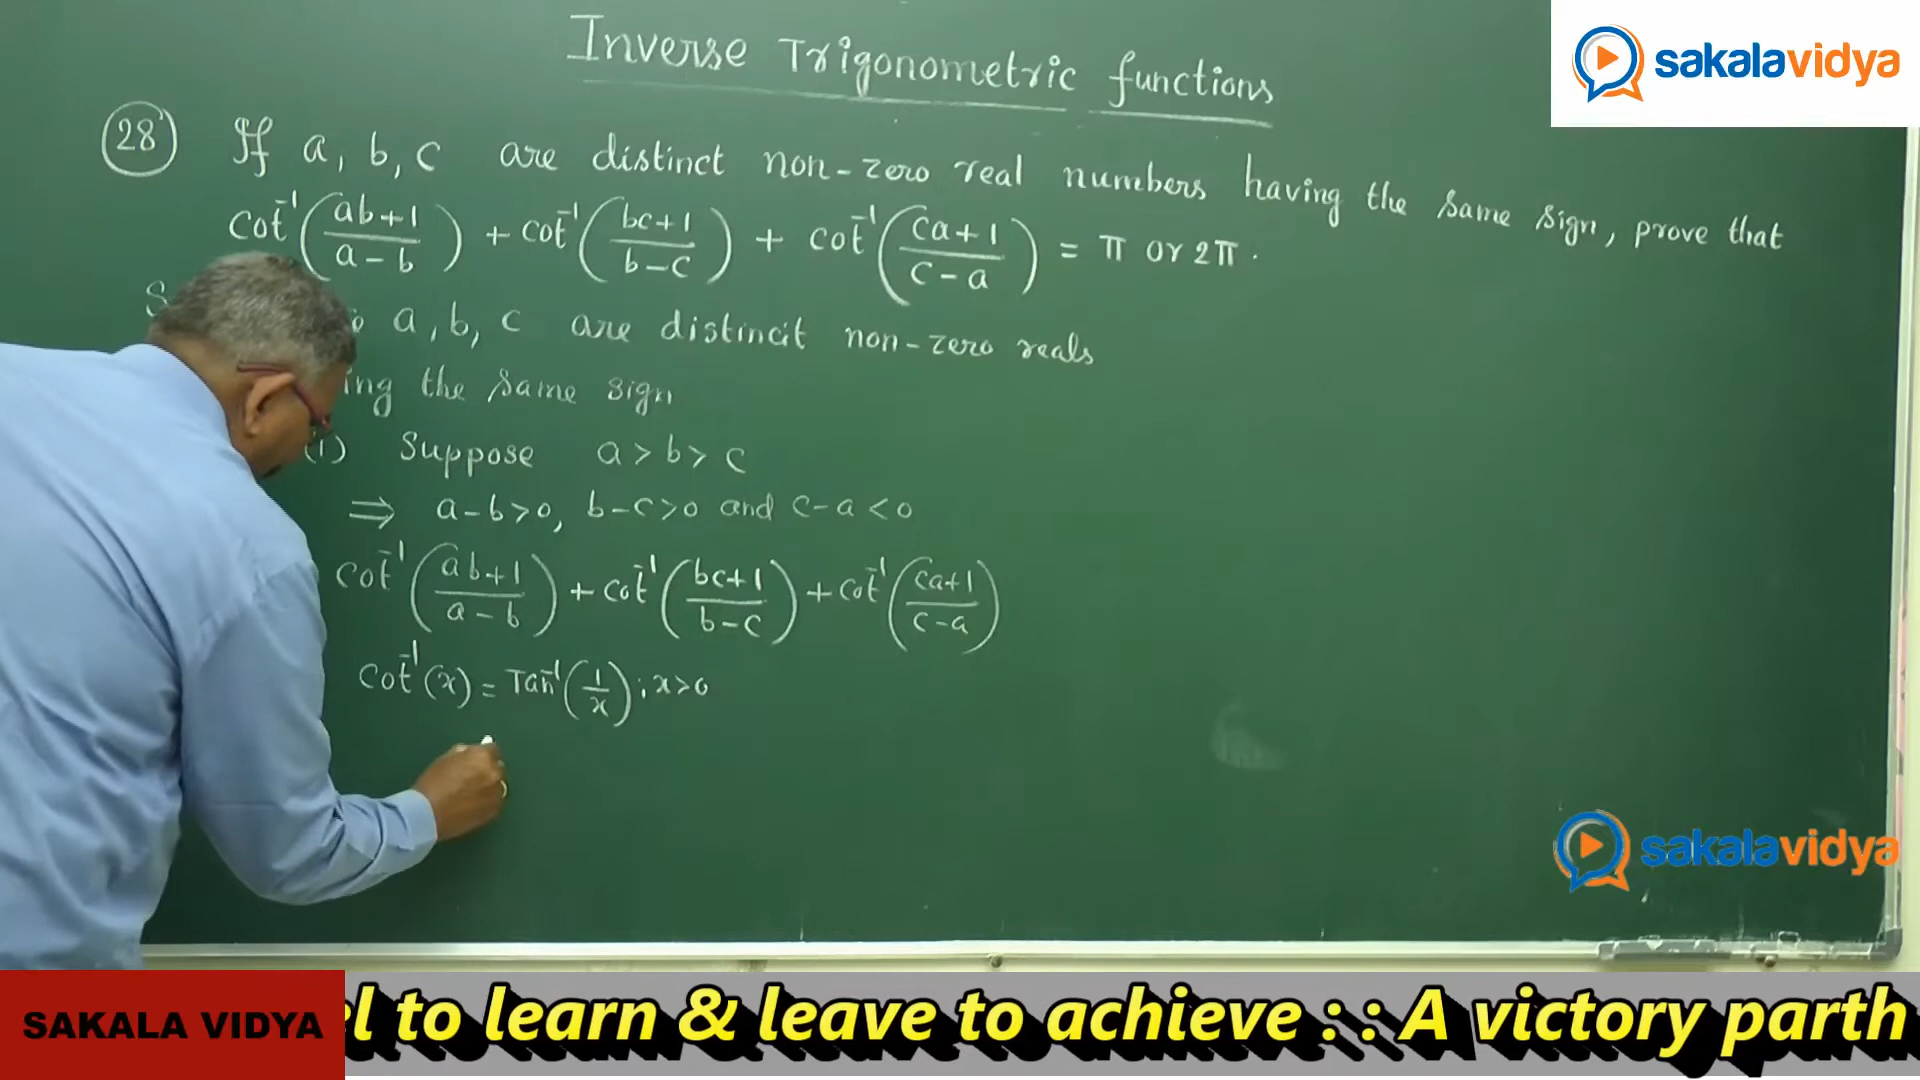 Inverse Trigonometric functions
sakalavidya
(28) If a, b, c are distinct non-zero real numbers having the same sign, prove that
cot⁻¹((ab+1)/(a-b)) + cot⁻¹((bc+1)/(b-c)) + cot⁻¹((ca+1)/(c-a)) = π or 2π.
a, b, c are distincit non-zero reals
the same sign
(1) Suppose a > b > c
⇒ a-b>0, b-c>0 and c-a<0
cot⁻¹((ab+1)/(a-b)) + cot⁻¹((bc+1)/(b-c)) + cot⁻¹((ca+1)/(c-a))
cot⁻¹(x) = Tan⁻¹(1/x); x>0
sakalavidya
SAKALA VIDYA
to learn & leave to achieve : : A victory parth